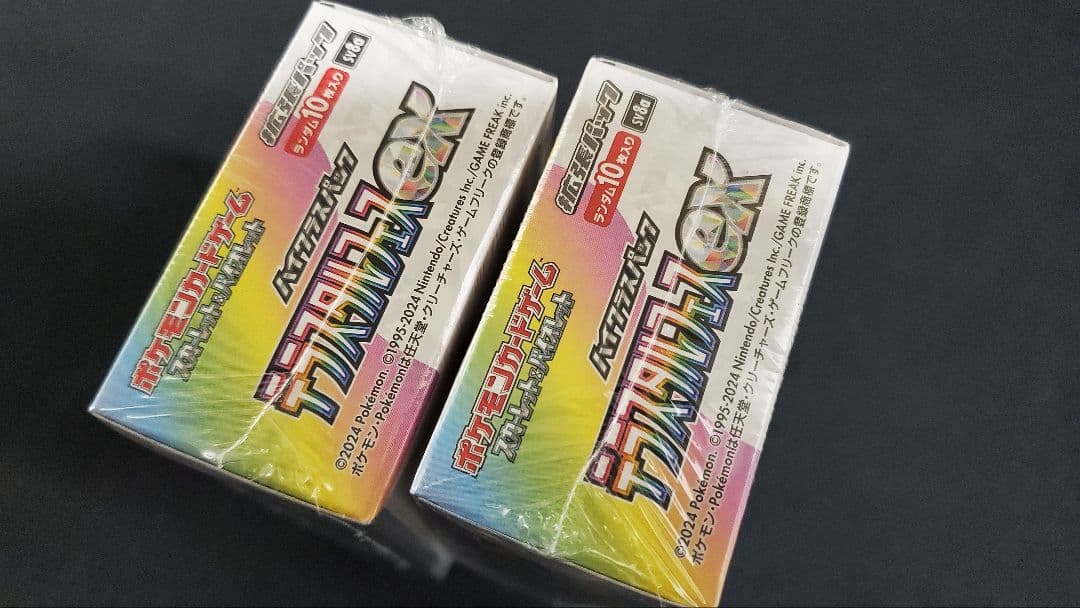 拡張パック
SV8a
ランダム10枚入り
ポケモンカードゲーム
スカーレット&バイオレット
ハイクラスパック
テラスタルフェスex
©2024 Pokémon. ©1995-2024 Nintendo/Creatures Inc./GAME FREAK inc.
ポケモン・Pokémonは任天堂・クリーチャーズ・ゲームフリークの登録商標です。
拡張パック
SV8a
ランダム10枚入り
ポケモンカードゲーム
スカーレット&バイオレット
ハイクラスパック
テラスタルフェスex
©2024 Pokémon. ©1995-2024 Nintendo/Creatures Inc./GAME FREAK inc.
ポケモン・Pokémonは任天堂・クリーチャーズ・ゲームフリークの登録商標です。